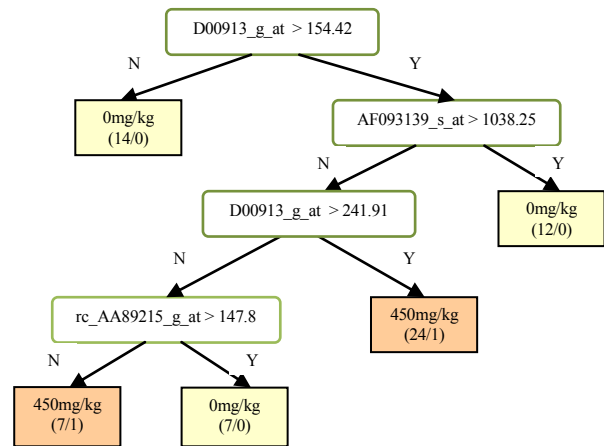 D00913_g_at > 154.42
N
Y
0mg/kg
(14/0)
AF093139_s_at > 1038.25
N
Y
D00913_g_at > 241.91
0mg/kg
(12/0)
N
Y
rc_AA89215_g_at > 147.8
450mg/kg
(24/1)
N
Y
450mg/kg
(7/1)
0mg/kg
(7/0)